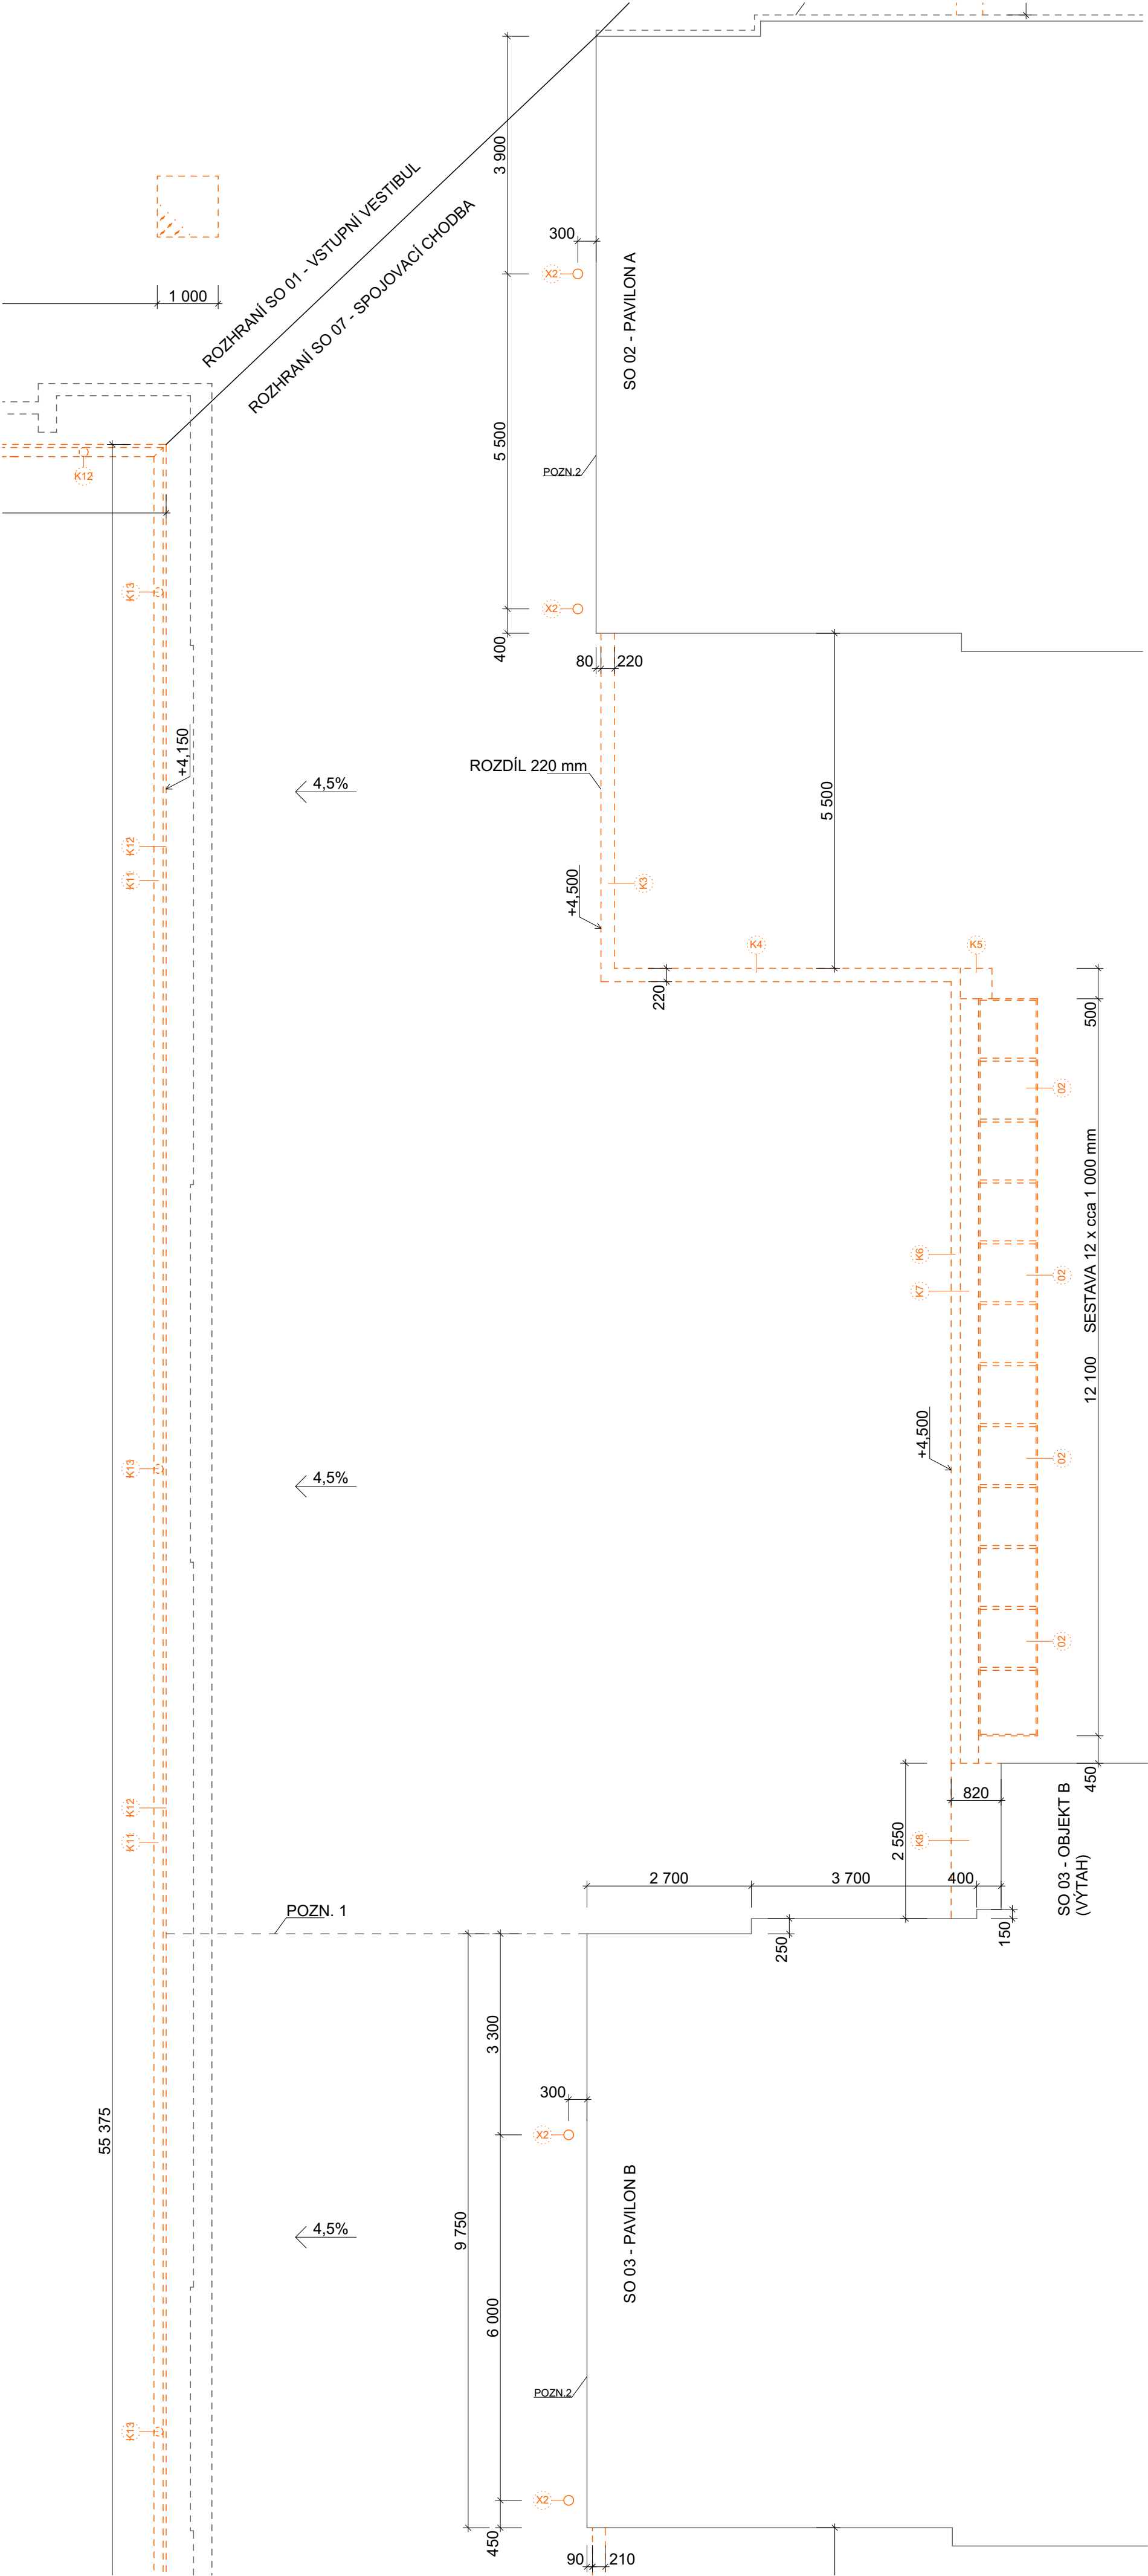 3 900
300
X2
SO 02 - PAVILON A
1 000
ROZHRANÍ SO 01 - VSTUPNÍ VESTIBUL
ROZHRANÍ SO 07 - SPOJOVACÍ CHODBA
5 500
POZN.2
K12
K13
X2
400
80
220
+4,150
ROZDÍL 220 mm
4,5%
5 500
K12
K11
+4,500
K3
K4
K5
220
500
02
K6
K7
02
SESTAVA 12 x cca 1 000 mm
12 100
+4,500
K13
4,5%
02
02
450
820
SO 03 - OBJEKT B
(VÝTAH)
K12
K11
2 550
K8
2 700
3 700
400
POZN. 1
250
150
3 300
300
X2
55 375
9 750
SO 03 - PAVILON B
4,5%
6 000
POZN.2
K13
X2
450
90
210